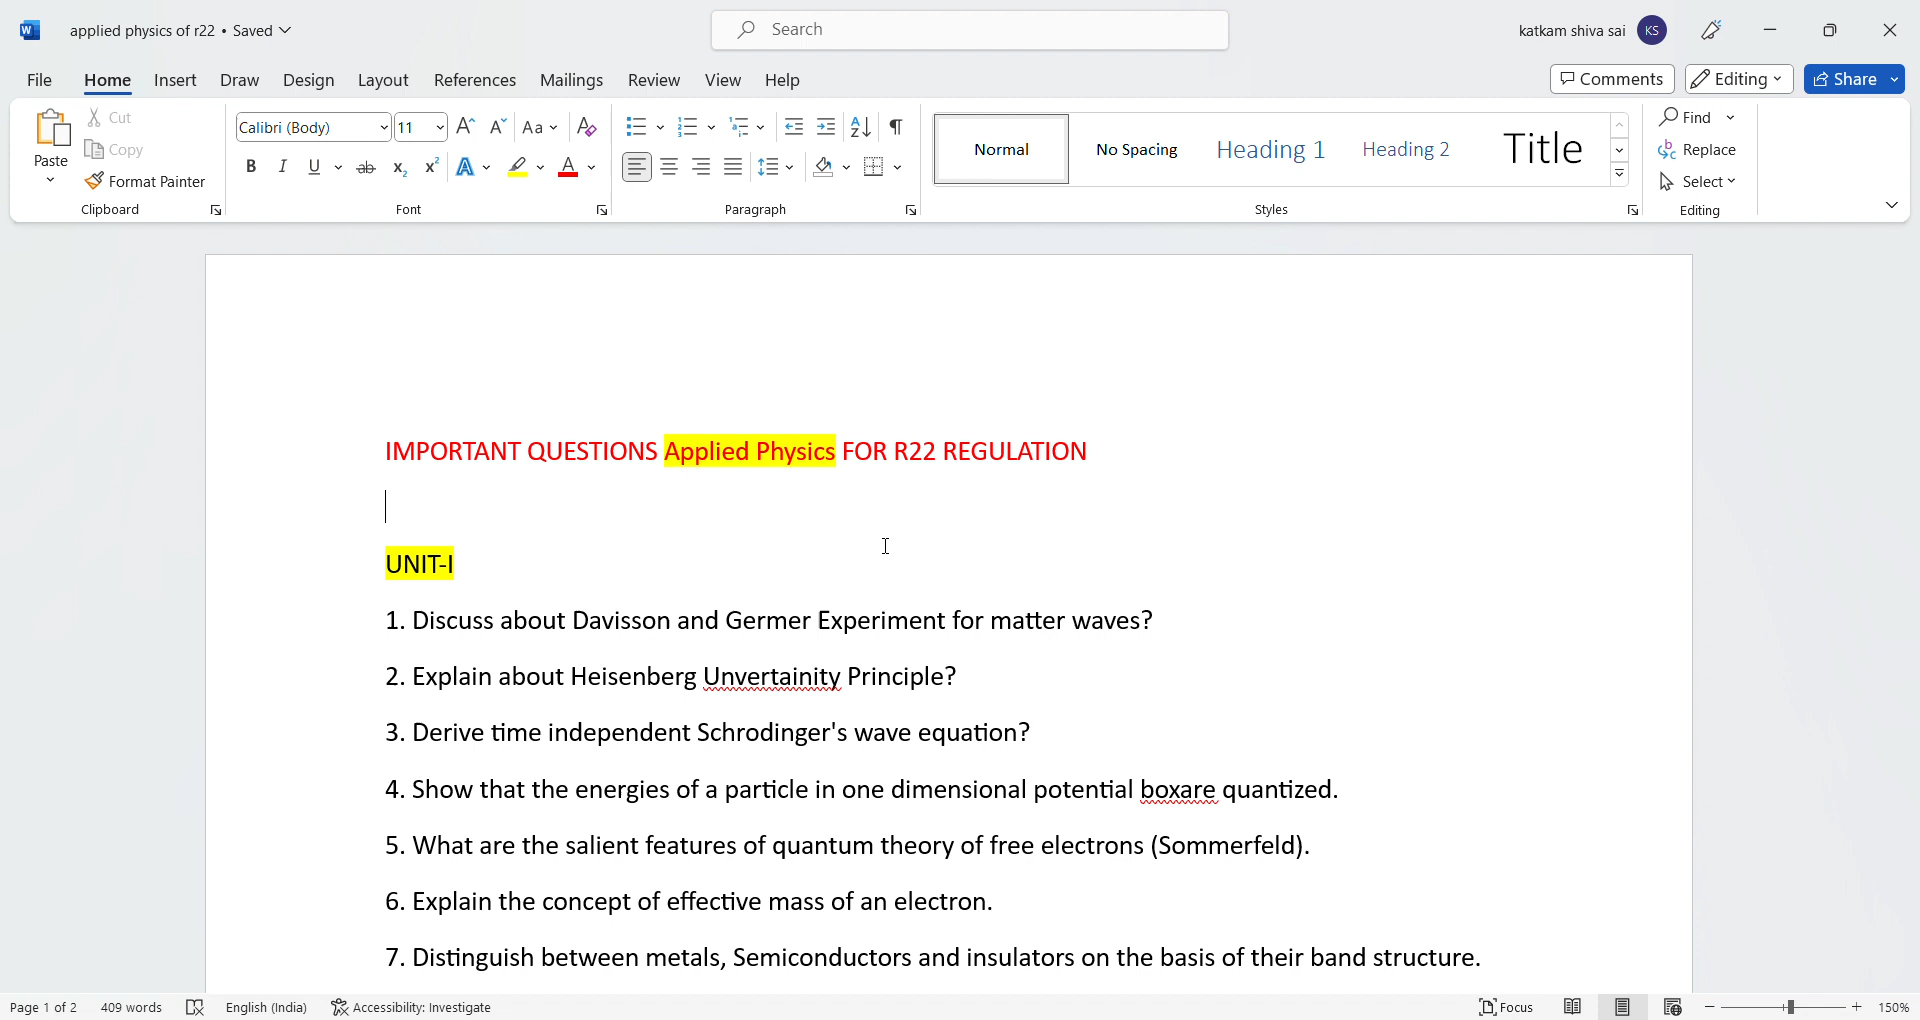 applied physics of r22 • Saved
Search
katkam shiva sai KS
File Home Insert Draw Design Layout References Mailings Review View Help
Comments Editing Share
Paste
Cut
Copy
Format Painter
Clipboard
Calibri (Body) 11
Font
Paragraph
Normal No Spacing Heading 1 Heading 2 Title
Styles
Find
Replace
Select
Editing
IMPORTANT QUESTIONS Applied Physics FOR R22 REGULATION
UNIT-I
1. Discuss about Davisson and Germer Experiment for matter waves?
2. Explain about Heisenberg Unvertainity Principle?
3. Derive time independent Schrodinger's wave equation?
4. Show that the energies of a particle in one dimensional potential boxare quantized.
5. What are the salient features of quantum theory of free electrons (Sommerfeld).
6. Explain the concept of effective mass of an electron.
7. Distinguish between metals, Semiconductors and insulators on the basis of their band structure.
Page 1 of 2 409 words English (India) Accessibility: Investigate Focus 150%